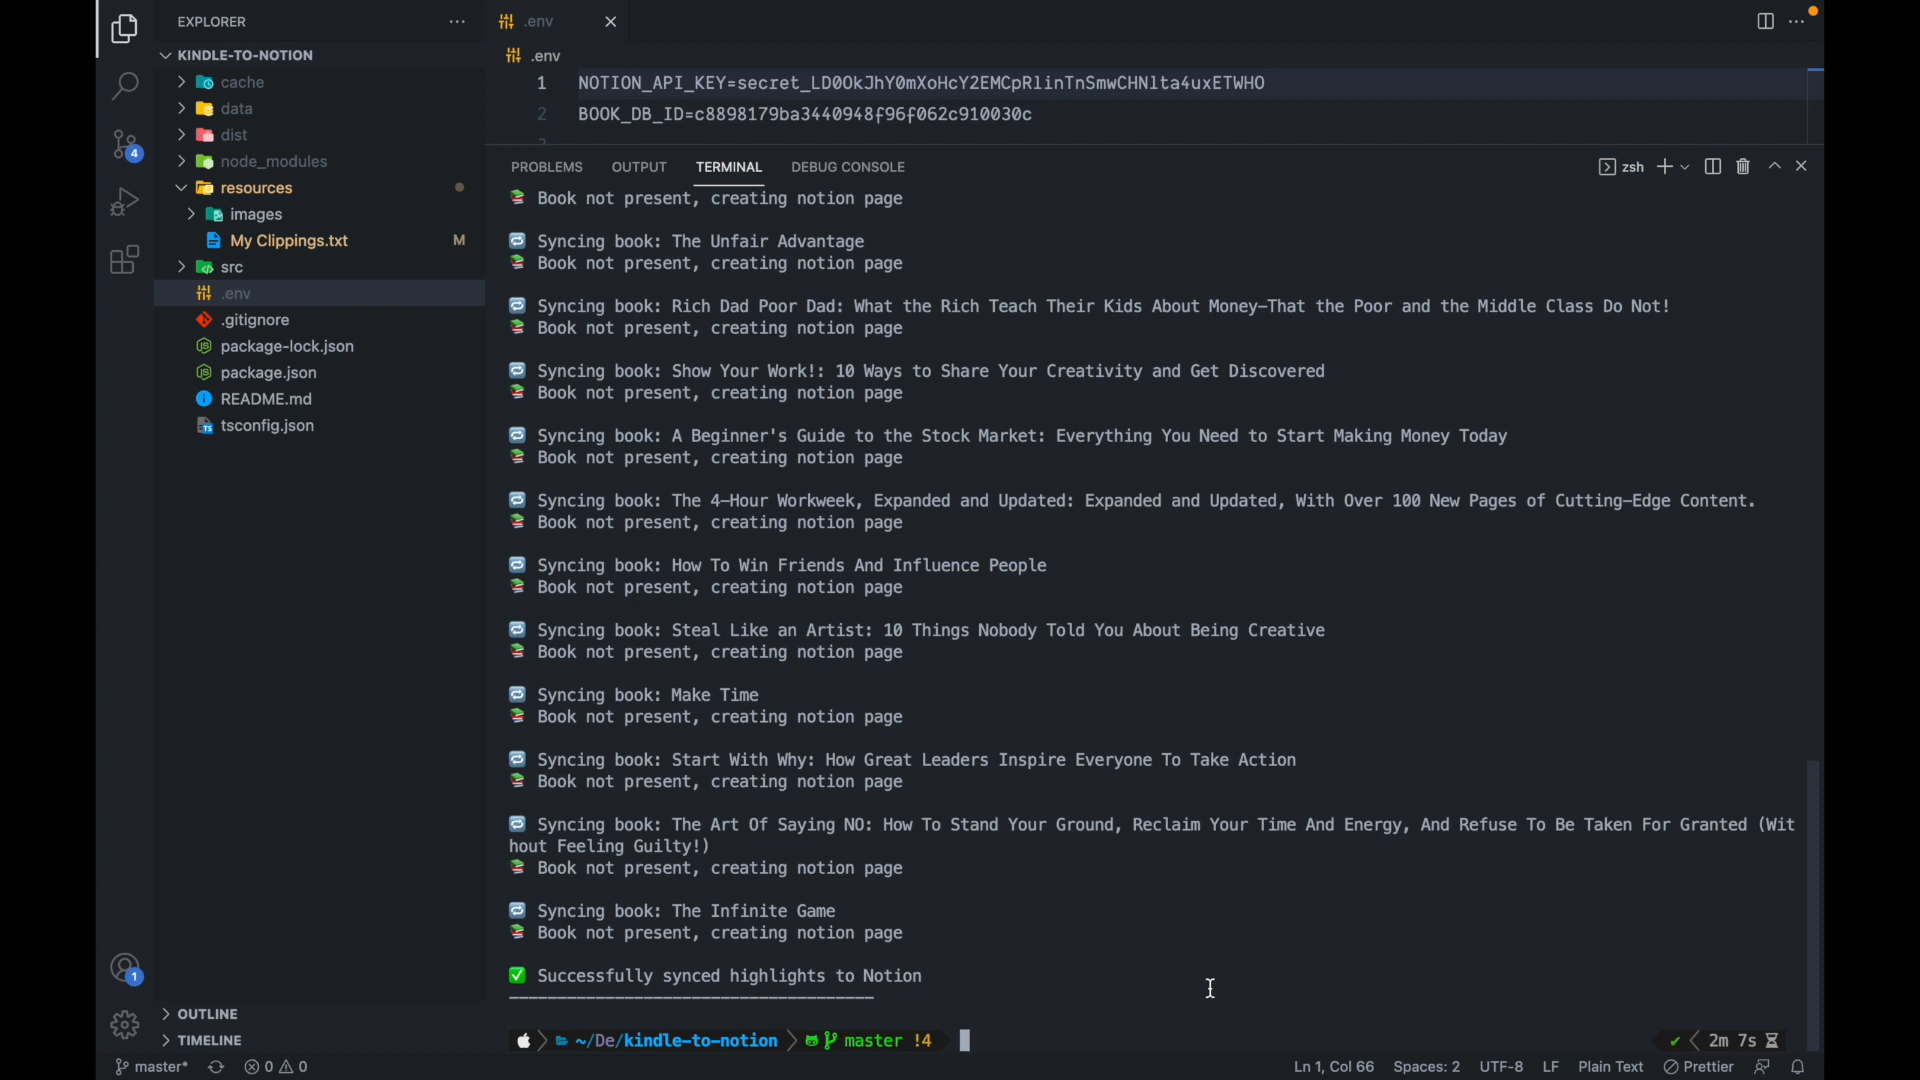 EXPLORER
KINDLE-TO-NOTION
cache
data
dist
node_modules
resources
images
My Clippings.txt M
src
.env
.gitignore
package-lock.json
package.json
README.md
tsconfig.json
OUTLINE
TIMELINE
4
1
.env
.env
1 NOTION_API_KEY=secret_LD0OkJhY0mXoHcY2EMCpRlinTnSmwCHNlta4uxETWHO
2 BOOK_DB_ID=c8898179ba3440948f96f062c910030c
PROBLEMS OUTPUT TERMINAL DEBUG CONSOLE zsh
Book not present, creating notion page
Syncing book: The Unfair Advantage
Book not present, creating notion page
Syncing book: Rich Dad Poor Dad: What the Rich Teach Their Kids About Money—That the Poor and the Middle Class Do Not!
Book not present, creating notion page
Syncing book: Show Your Work!: 10 Ways to Share Your Creativity and Get Discovered
Book not present, creating notion page
Syncing book: A Beginner's Guide to the Stock Market: Everything You Need to Start Making Money Today
Book not present, creating notion page
Syncing book: The 4-Hour Workweek, Expanded and Updated: Expanded and Updated, With Over 100 New Pages of Cutting-Edge Content.
Book not present, creating notion page
Syncing book: How To Win Friends And Influence People
Book not present, creating notion page
Syncing book: Steal Like an Artist: 10 Things Nobody Told You About Being Creative
Book not present, creating notion page
Syncing book: Make Time
Book not present, creating notion page
Syncing book: Start With Why: How Great Leaders Inspire Everyone To Take Action
Book not present, creating notion page
Syncing book: The Art Of Saying NO: How To Stand Your Ground, Reclaim Your Time And Energy, And Refuse To Be Taken For Granted (Wit
hout Feeling Guilty!)
Book not present, creating notion page
Syncing book: The Infinite Game
Book not present, creating notion page
Successfully synced highlights to Notion
------------------------------------
~/De/kindle-to-notion master !4 2m 7s
master* 0 0 Ln 1, Col 66 Spaces: 2 UTF-8 LF Plain Text Prettier